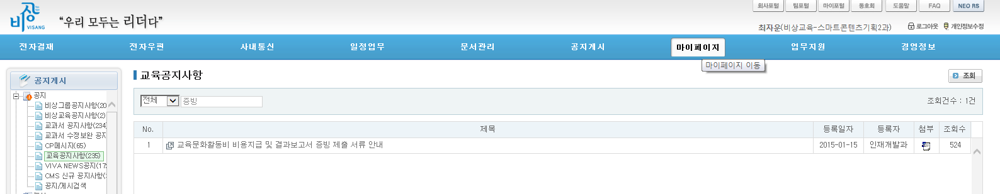 회사포털 팀포털 마이포털 동호회 도움말 FAQ NEO RS
비상 VISANG "우리 모두는 리더다"
최자운(비상교육-스마트콘텐츠기획2과) 로그아웃 개인정보수정
전자결재 전자우편 사내통신 일정업무 문서관리 공지게시 마이페이지 업무지원 경영정보
마이페이지 이동
공지게시
공지
비상그룹공지사항(20
비상교육공지사항(2)
교과서 공지사항(234)
교과서 수정보완 공지
CP메시지(65)
교육공지사항(235)
VIVA NEWS공지(17
CMS 신규 공지사항(
공지/게시검색
교육공지사항
조회
전체 증빙
조회건수 : 1건
No. 제목 등록일자 등록자 첨부 조회수
1 교육문화활동비 비용지급 및 결과보고서 증빙 제출 서류 안내 2015-01-15 인재개발과 524